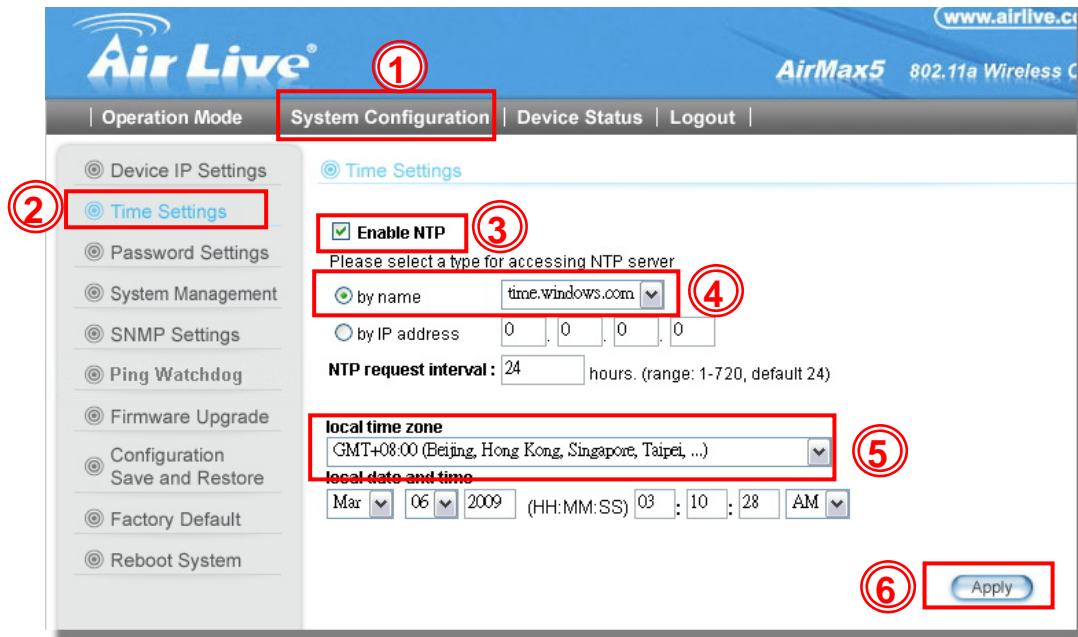 www.airlive.c
Air Live®
1
AirMax5 802.11a Wireless
| Operation Mode System Configuration | Device Status | Logout |
Device IP Settings
2
Time Settings
Password Settings
System Management
SNMP Settings
Ping Watchdog
Firmware Upgrade
Configuration
Save and Restore
Factory Default
Reboot System
Time Settings
Enable NTP
3
Please select a type for accessing NTP server
by name time.windows.com
4
by IP address 0 . 0 . 0 . 0
NTP request interval : 24 hours. (range: 1-720, default 24)
local time zone
GMT+08:00 (Beijing, Hong Kong, Singapore, Taipei, ...)
5
local date and time
Mar 06 2009 (HH:MM:SS) 03 : 10 : 28 AM
6
Apply